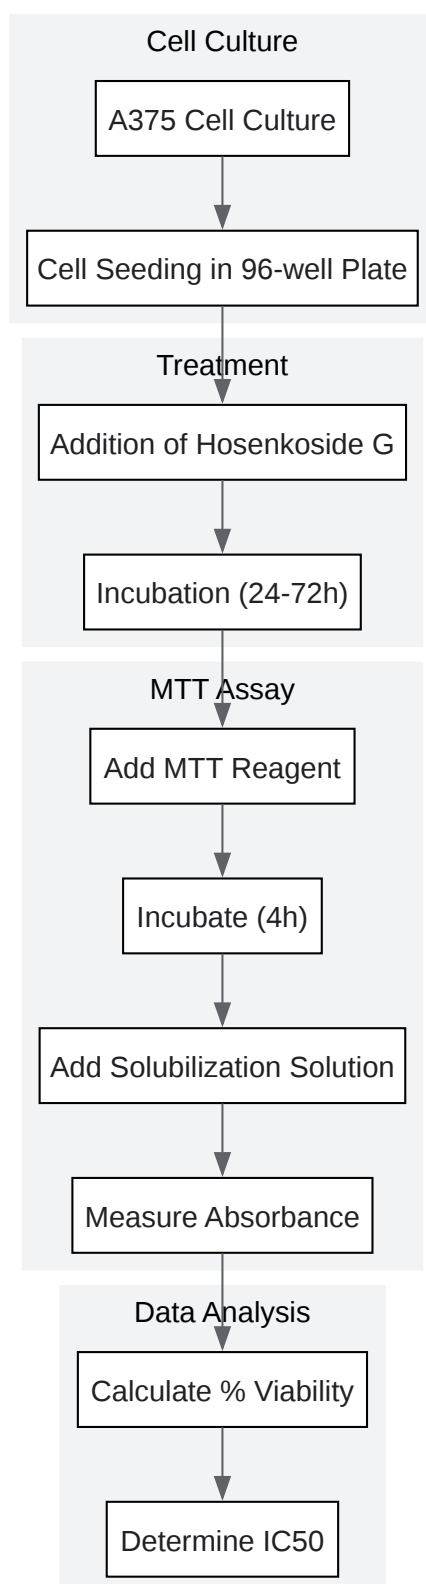 Cell Culture
A375 Cell Culture
Cell Seeding in 96-well Plate
Treatment
Addition of Hosenkoside G
Incubation (24-72h)
MTT Assay
Add MTT Reagent
Incubate (4h)
Add Solubilization Solution
Measure Absorbance
Data Analysis
Calculate % Viability
Determine IC50